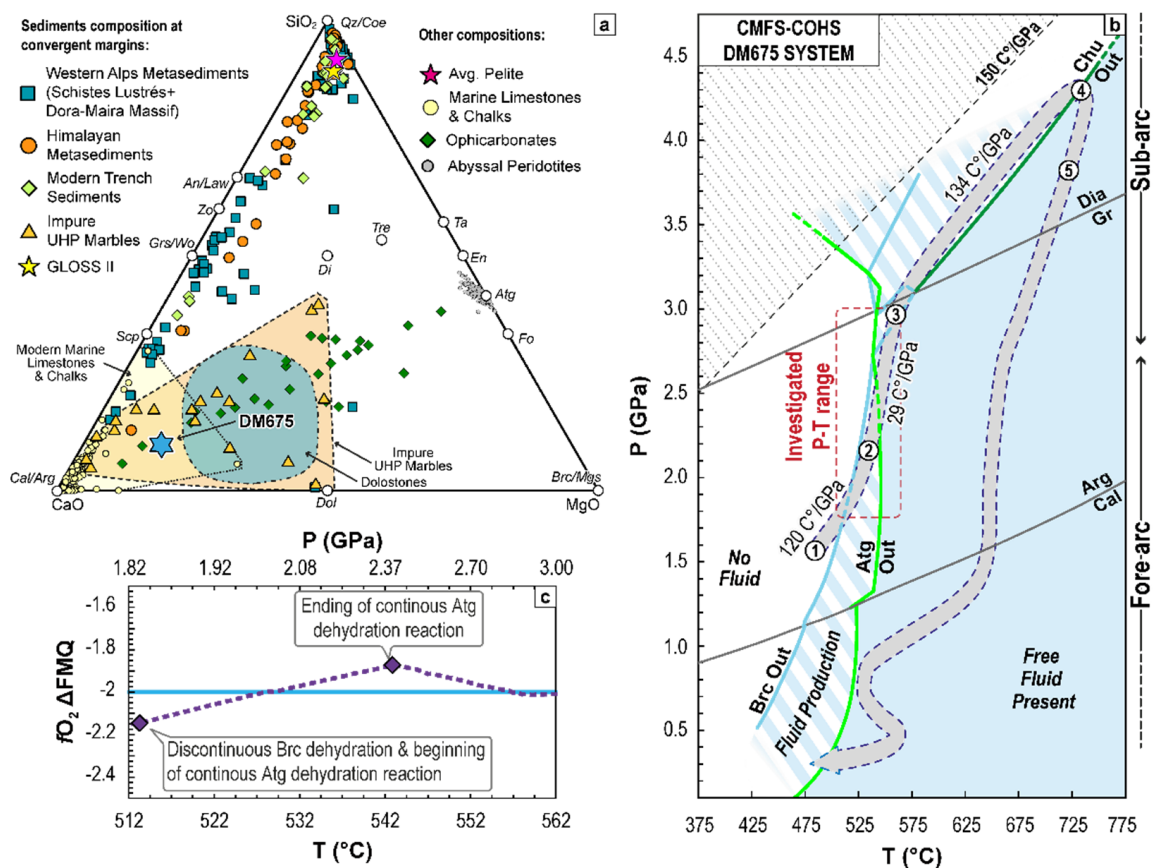 a
Sediments composition at
convergent margins:
Western Alps Metasediments
(Schistes Lustrés+
Dora-Maira Massif)
Himalayan
Metasediments
Modern Trench
Sediments
Impure
UHP Marbles
GLOSS II
Other compositions:
Avg. Pelite
Marine Limestones
& Chalks
Ophicarbonates
Abyssal Peridotites
SiO2
Qz/Coe
An/Law
Zo
Grs/Wo
Scp
Tre
Di
Ta
En
Atg
Fo
Modern Marine
Limestones
& Chalks
DM675
Impure
UHP Marbles
Dolostones
Cal/Arg
CaO
Dol
Brc/Mgs
MgO
b
CMFS-COHS
DM675 SYSTEM
150 C°/GPa
Chu
Out
4
134 C°/GPa
5
Dia
Gr
3
Investigated
P-T range
29 C°/GPa
2
120 C°/GPa
1
Arg
Cal
No
Fluid
Atg
Out
Brc Out
Fluid Production
Free
Fluid
Present
Sub-arc
Fore-arc
P (GPa)
4.5
4.0
3.5
3.0
2.5
2.0
1.5
1.0
0.5
375 425 475 525 575 625 675 725 775
T (°C)
P (GPa)
1.82 1.92 2.08 2.37 2.70 3.00
c
fO2 ΔFMQ
-1.6
-1.8
-2
-2.2
-2.4
Ending of continous Atg
dehydration reaction
Discontinuous Brc dehydration & beginning
of continous Atg dehydration reaction
512 522 532 542 552 562
T (°C)